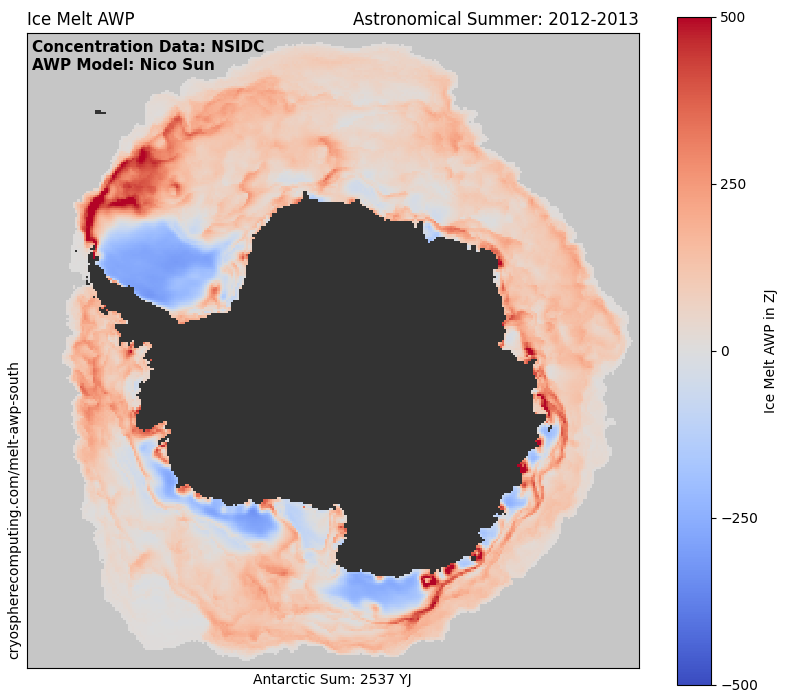 Ice Melt AWP
Astronomical Summer: 2012-2013
Concentration Data: NSIDC
AWP Model: Nico Sun
cryospherecomputing.com/melt-awp-south
Antarctic Sum: 2537 YJ
500
250
0
−250
−500
Ice Melt AWP in ZJ